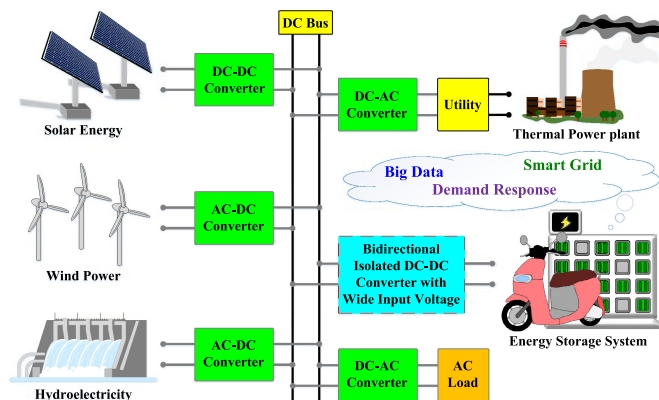 DC Bus
DC-DC
Converter
Solar Energy
DC-AC
Converter
Utility
Thermal Power plant
Big Data
Smart Grid
Demand Response
AC-DC
Converter
Wind Power
Bidirectional
Isolated DC-DC
Converter with
Wide Input Voltage
Energy Storage System
AC-DC
Converter
Hydroelectricity
DC-AC
Converter
AC
Load